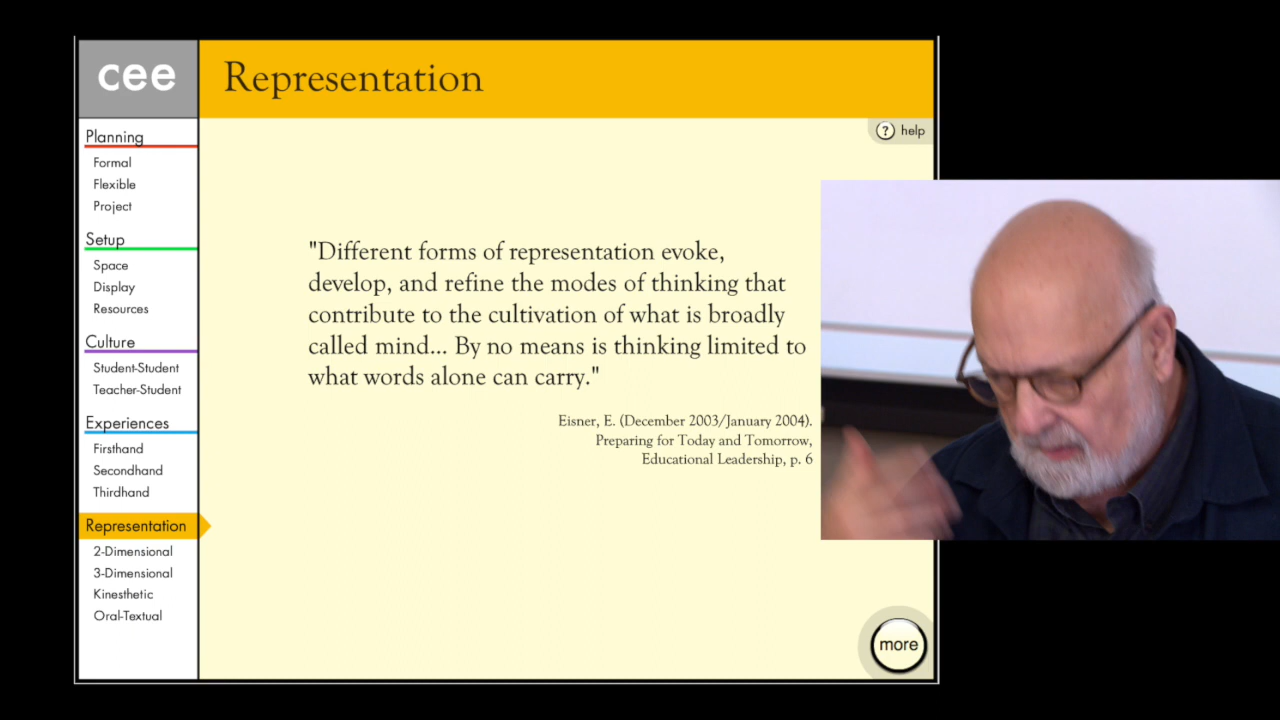 cee
Representation
Planning
Formal
Flexible
Project
Setup
Space
Display
Resources
Culture
Student-Student
Teacher-Student
Experiences
Firsthand
Secondhand
Thirdhand
Representation
2-Dimensional
3-Dimensional
Kinesthetic
Oral-Textual
? help
"Different forms of representation evoke,
develop, and refine the modes of thinking that
contribute to the cultivation of what is broadly
called mind... By no means is thinking limited to
what words alone can carry."
Eisner, E. (December 2003/January 2004).
Preparing for Today and Tomorrow,
Educational Leadership, p. 6
more